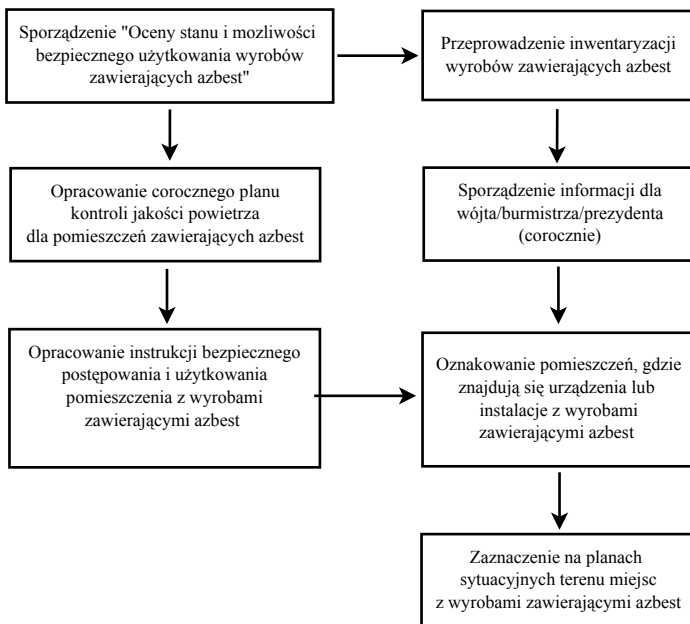 Sporządzenie "Oceny stanu i mozliwości
bezpiecznego użytkowania wyrobów
zawierających azbest"
Przeprowadzenie inwentaryzacji
wyrobów zawierających azbest
Opracowanie corocznego planu
kontroli jakości powietrza
dla pomieszczeń zawierających azbest
Sporządzenie informacji dla
wójta/burmistrza/prezydenta
(corocznie)
Opracowanie instrukcji bezpiecznego
postępowania i użytkowania
pomieszczenia z wyrobami
zawierającymi azbest
Oznakowanie pomieszczeń, gdzie
znajdują się urządzenia lub
instalacje z wyrobami
zawierającymi azbest
Zaznaczenie na planach
sytuacyjnych terenu miejsc
z wyrobami zawierającymi azbest